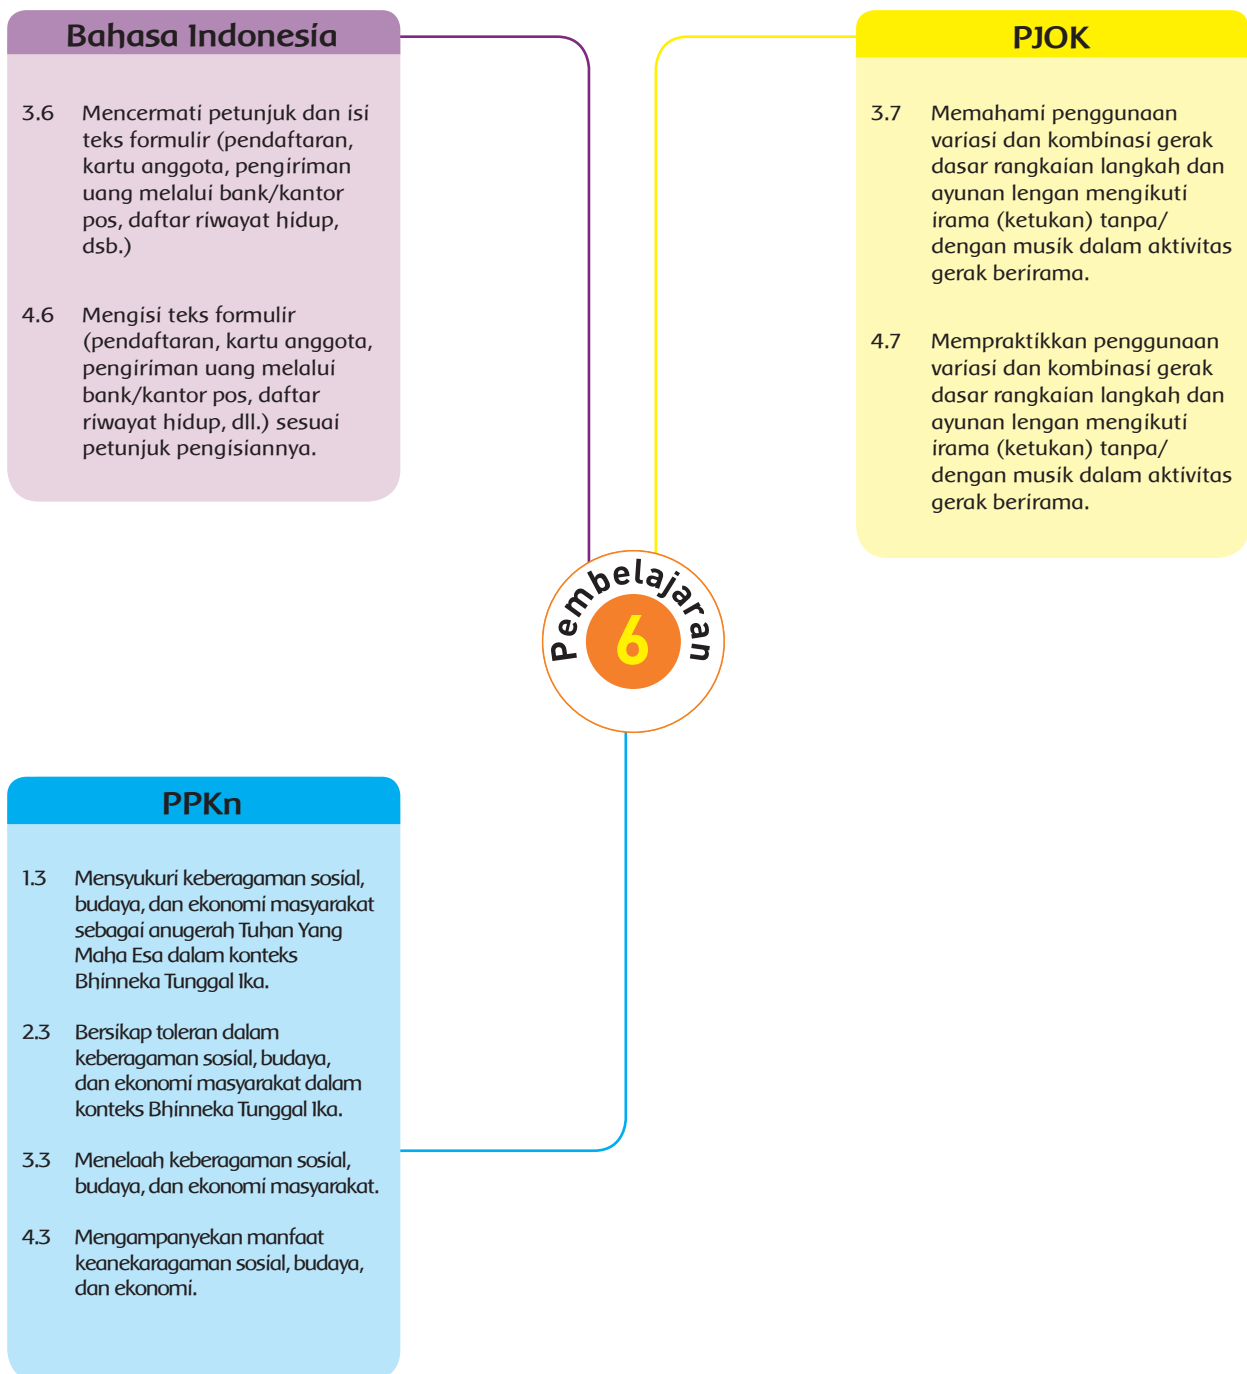 Bahasa Indonesia
3.6 Mencermati petunjuk dan isi
teks formulir (pendaftaran,
kartu anggota, pengiriman
uang melalui bank/kantor
pos, daftar riwayat hidup,
dsb.)
4.6 Mengisi teks formulir
(pendaftaran, kartu anggota,
pengiriman uang melalui
bank/kantor pos, daftar
riwayat hidup, dll.) sesuai
petunjuk pengisiannya.
PJOK
3.7 Memahami penggunaan
variasi dan kombinasi gerak
dasar rangkaian langkah dan
ayunan lengan mengikuti
irama (ketukan) tanpa/
dengan musik dalam aktivitas
gerak berirama.
4.7 Mempraktikkan penggunaan
variasi dan kombinasi gerak
dasar rangkaian langkah dan
ayunan lengan mengikuti
irama (ketukan) tanpa/
dengan musik dalam aktivitas
gerak berirama.
Pembelajaran
6
PPKn
1.3 Mensyukuri keberagaman sosial,
budaya, dan ekonomi masyarakat
sebagai anugerah Tuhan Yang
Maha Esa dalam konteks
Bhinneka Tunggal Ika.
2.3 Bersikap toleran dalam
keberagaman sosial, budaya,
dan ekonomi masyarakat dalam
konteks Bhinneka Tunggal Ika.
3.3 Menelaah keberagaman sosial,
budaya, dan ekonomi masyarakat.
4.3 Mengampanyekan manfaat
keanekaragaman sosial, budaya,
dan ekonomi.